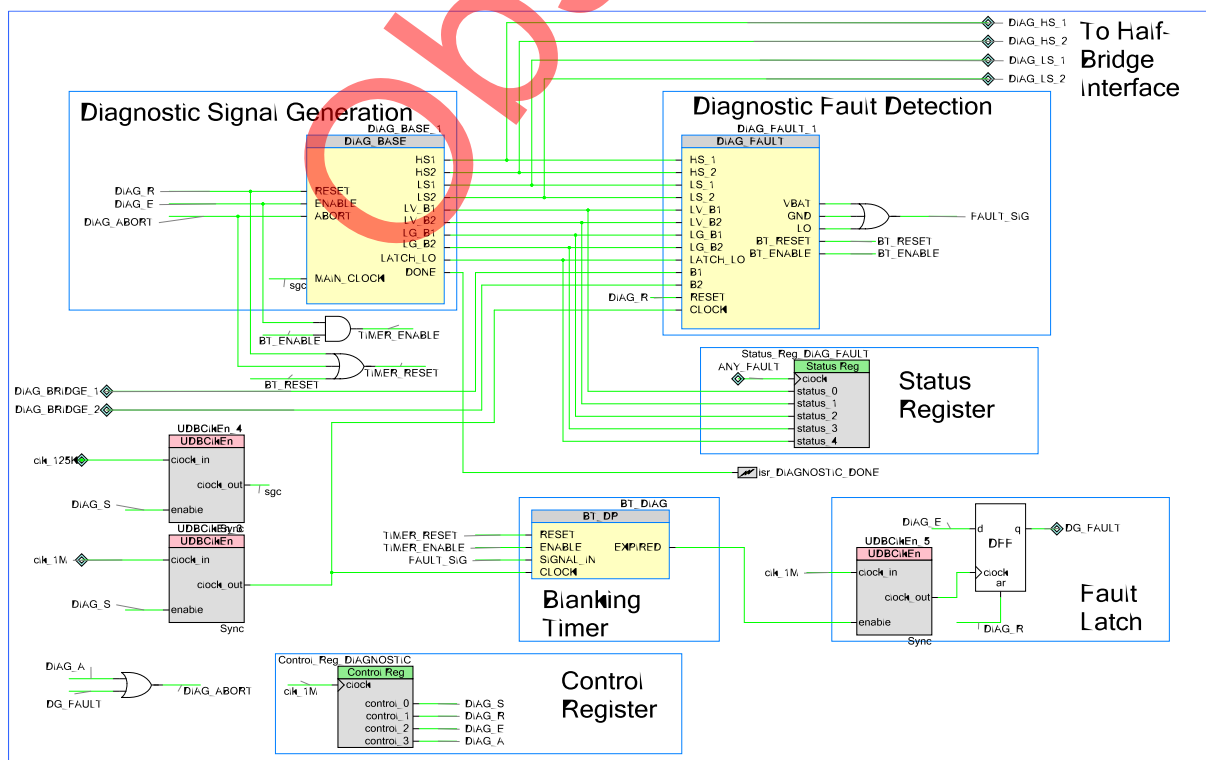 Obs
DIAG_HS_1
DIAG_HS_2
DIAG_LS_1
DIAG_LS_2
To Half-
Bridge
Interface
Diagnostic Signal Generation
DIAG_BASE_1
DIAG_BASE
RESET
ENABLE
ABORT
MAIN_CLOCK
HS1
HS2
LS1
LS2
LV_B1
LV_B2
LG_B1
LG_B2
LATCH_LO
DONE
DIAG_R
DIAG_E
DIAG_ABORT
sgc
Diagnostic Fault Detection
DIAG_FAULT_1
DIAG_FAULT
HS_1
HS_2
LS_1
LS_2
LV_B1
LV_B2
LG_B1
LG_B2
LATCH_LO
B1
B2
RESET
CLOCK
VBAT
GND
LO
BT_RESET
BT_ENABLE
FAULT_SIG
BT_RESET
BT_ENABLE
DIAG_R
BT_ENABLE
TIMER_ENABLE
BT_RESET
TIMER_RESET
DIAG_BRIDGE_1
DIAG_BRIDGE_2
Status_Reg_DIAG_FAULT
Status Reg
ANY_FAULT
clock
status_0
status_1
status_2
status_3
status_4
Status
Register
UDBClkEn_4
UDBClkEn
clk_125K
clock_in
clock_out
sgc
DIAG_S
enable
Sync
UDBClkEn_3
UDBClkEn
clk_1M
clock_in
clock_out
DIAG_S
enable
Sync
isr_DIAGNOSTIC_DONE
BT_DIAG
BT_DP
TIMER_RESET
TIMER_ENABLE
FAULT_SIG
RESET
ENABLE
SIGNAL_IN
CLOCK
EXPIRED
Blanking
Timer
DIAG_E
d
q
DFF
clock
ar
DG_FAULT
UDBClkEn_5
UDBClkEn
clk_1M
clock_in
clock_out
enable
Sync
DIAG_R
Fault
Latch
DIAG_A
DG_FAULT
DIAG_ABORT
Control_Reg_DIAGNOSTIC
Control Reg
clk_1M
clock
control_0
control_1
control_2
control_3
DIAG_S
DIAG_R
DIAG_E
DIAG_A
Control
Register